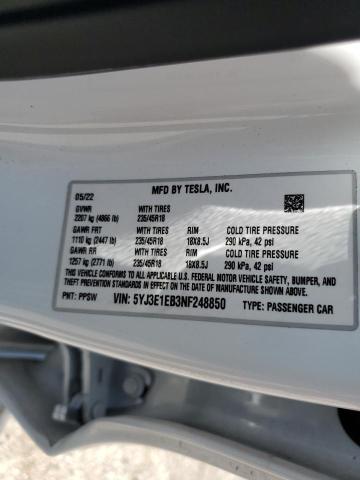 MFD BY TESLA, INC.
05/22
GVWR WITH TIRES
2207 kg (4866 lb) 235/45R18
GAWR FRT WITH TIRES RIM COLD TIRE PRESSURE
1110 kg (2447 lb) 235/45R18 18X8.5J 290 kPa, 42 psi
GAWR RR WITH TIRES RIM COLD TIRE PRESSURE
1257 kg (2771 lb) 235/45R18 18X8.5J 290 kPa, 42 psi
THIS VEHICLE CONFORMS TO ALL APPLICABLE U.S. FEDERAL MOTOR VEHICLE SAFETY, BUMPER, AND
THEFT PREVENTION STANDARDS IN EFFECT ON THE DATE OF MANUFACTURE SHOWN ABOVE.
PNT: PPSW VIN: 5YJ3E1EB3NF248850 TYPE: PASSENGER CAR